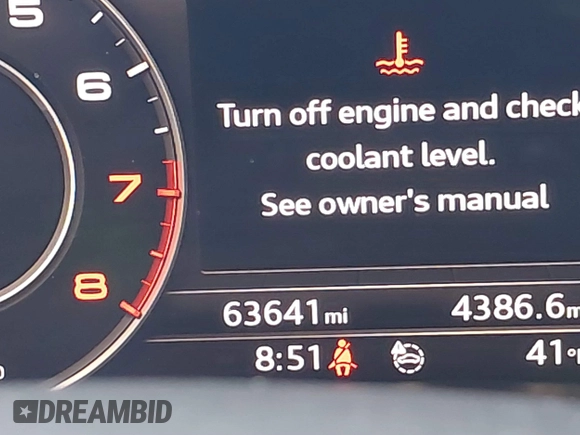 5
6
7
8
Turn off engine and check
coolant level.
See owner's manual
63641 mi
4386.6 m
8:51
41°F
DREAMBID